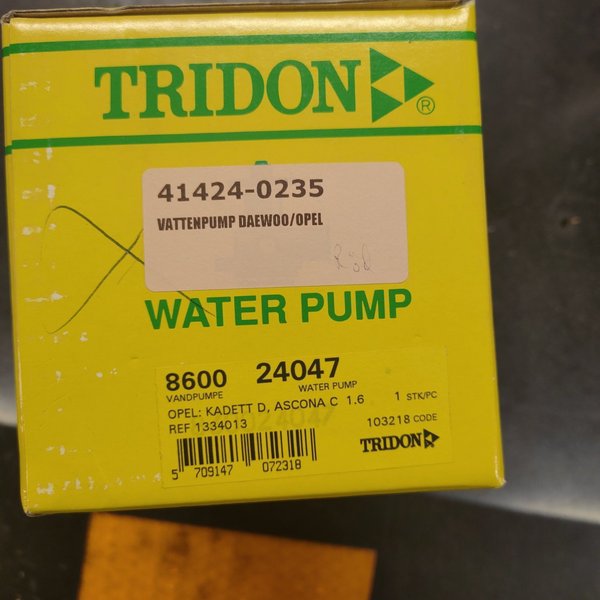 TRIDON ®
41424-0235
VATTENPUMP DAEWOO/OPEL
WATER PUMP
8600 24047
VANDPUMPE WATER PUMP
OPEL: KADETT D, ASCONA C 1.6 1 STK/PC
REF 1334013 103218 CODE
TRIDON
5 709147 072318